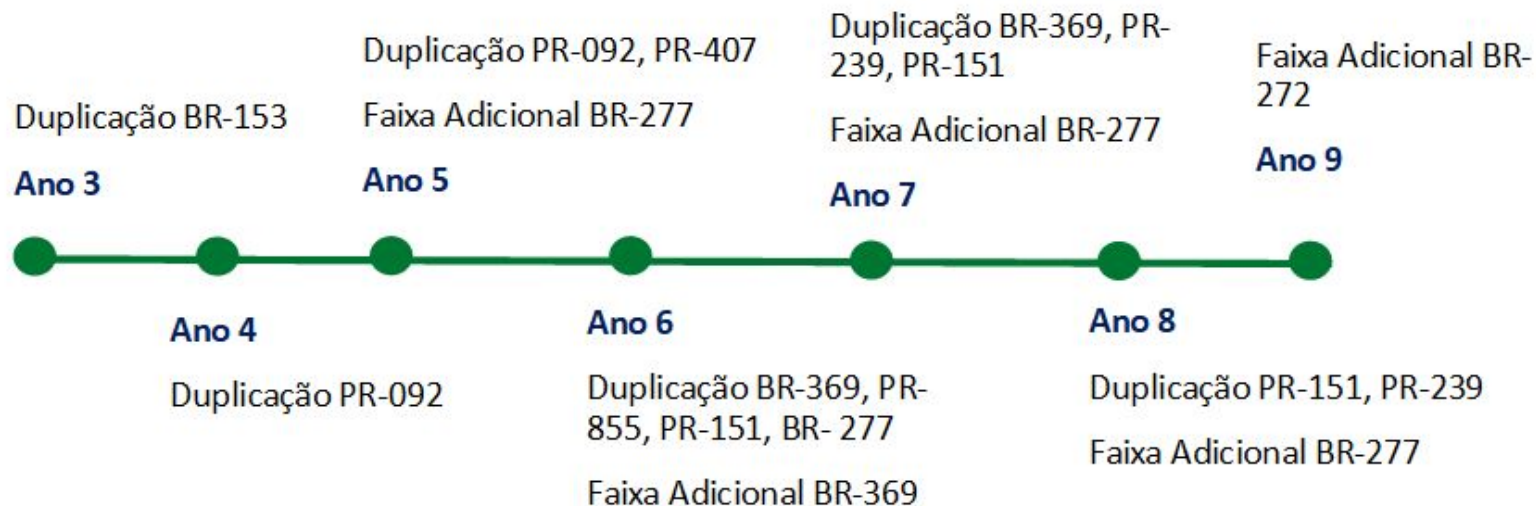 Duplicação BR-153
Ano 3
Ano 4
Duplicação PR-092
Duplicação PR-092, PR-407
Faixa Adicional BR-277
Ano 5
Ano 6
Duplicação BR-369, PR-
855, PR-151, BR- 277
Faixa Adicional BR-369
Duplicação BR-369, PR-
239, PR-151
Faixa Adicional BR-277
Ano 7
Ano 8
Duplicação PR-151, PR-239
Faixa Adicional BR-277
Faixa Adicional BR-
272
Ano 9